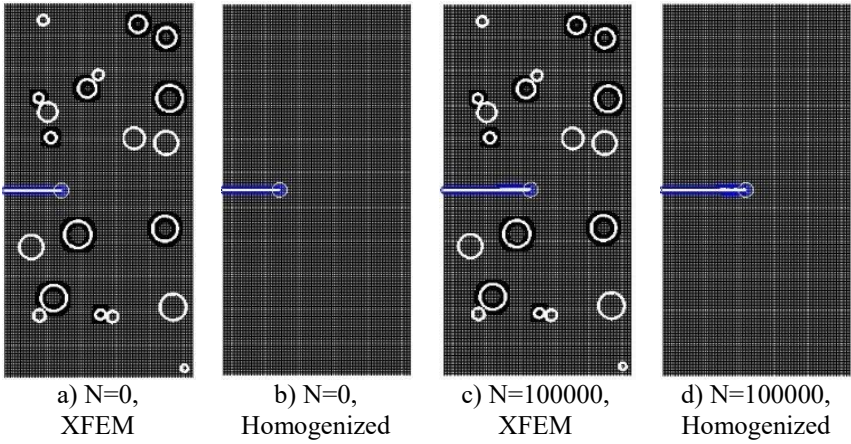 a) N=0,
XFEM
b) N=0,
Homogenized
c) N=100000,
XFEM
d) N=100000,
Homogenized